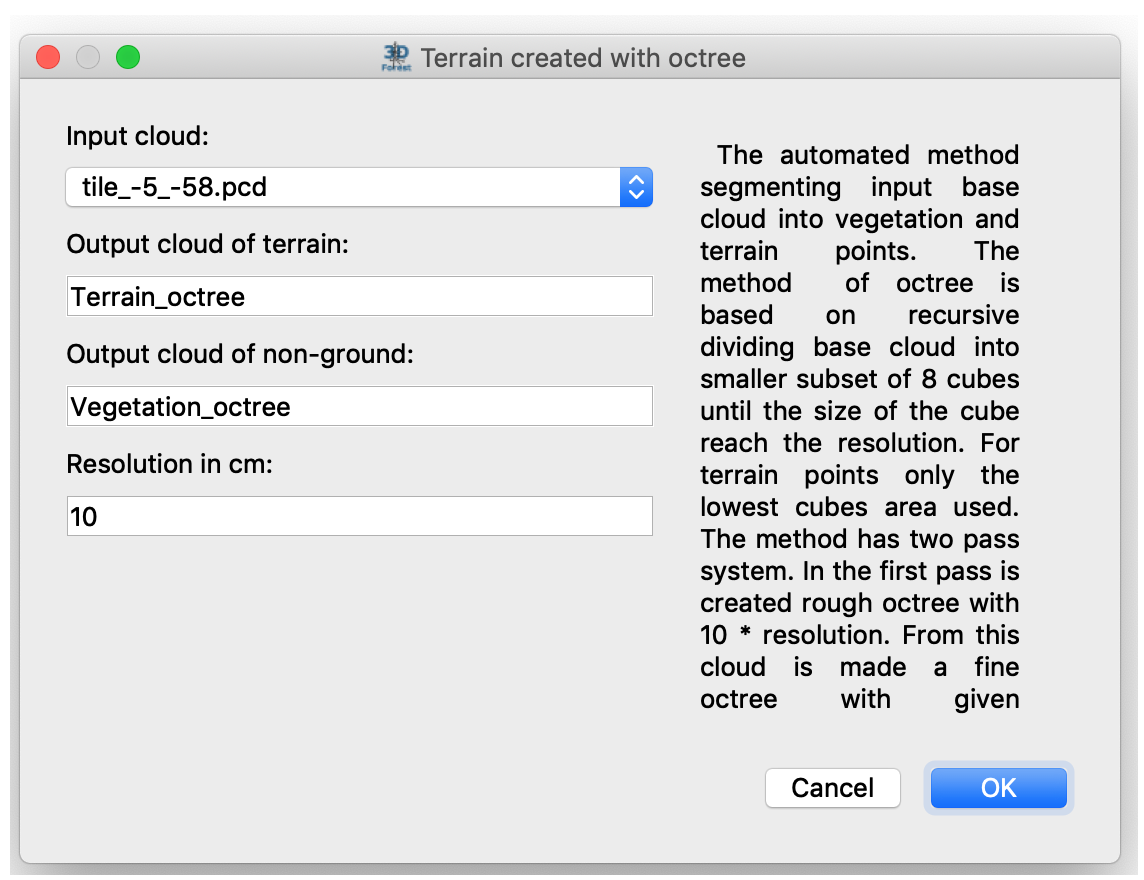 3D
Forest
Terrain created with octree
Input cloud:
tile_-5_-58.pcd
Output cloud of terrain:
Terrain_octree
Output cloud of non-ground:
Vegetation_octree
Resolution in cm:
10
The automated method
segmenting input base
cloud into vegetation and
terrain points. The
method of octree is
based on recursive
dividing base cloud into
smaller subset of 8 cubes
until the size of the cube
reach the resolution. For
terrain points only the
lowest cubes area used.
The method has two pass
system. In the first pass is
created rough octree with
10 * resolution. From this
cloud is made a fine
octree with given
Cancel
OK